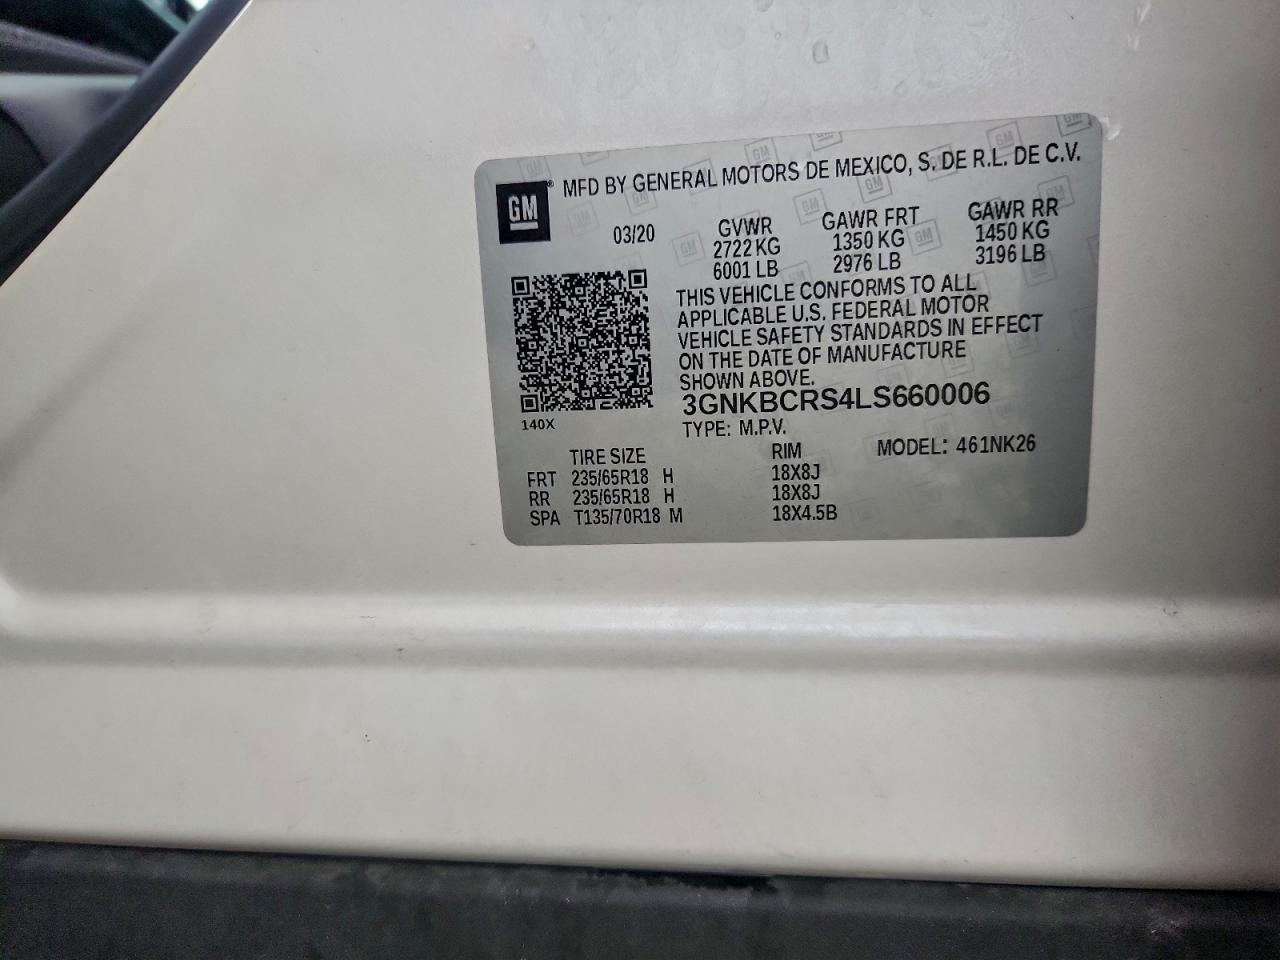 GM
MFD BY GENERAL MOTORS DE MEXICO, S. DE R.L. DE C.V.
03/20
GVWR GAWR FRT GAWR RR
2722 KG 1350 KG 1450 KG
6001 LB 2976 LB 3196 LB
THIS VEHICLE CONFORMS TO ALL
APPLICABLE U.S. FEDERAL MOTOR
VEHICLE SAFETY STANDARDS IN EFFECT
ON THE DATE OF MANUFACTURE
SHOWN ABOVE.
3GNKBCRS4LS660006
140X
TYPE: M.P.V. MODEL: 461NK26
TIRE SIZE RIM
FRT 235/65R18 H 18X8J
RR 235/65R18 H 18X8J
SPA T135/70R18 M 18X4.5B